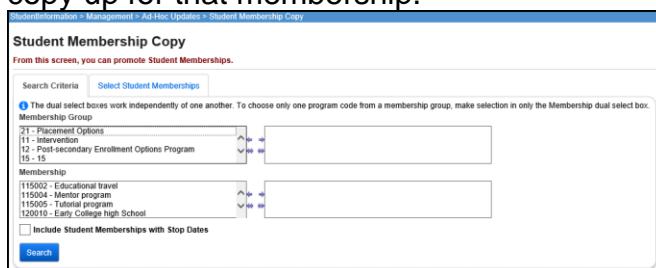 copy up for that membership.
StudentInformation > Management > Ad-Hoc Updates > Student Membership Copy
Student Membership Copy
From this screen, you can promote Student Memberships.
Search Criteria Select Student Memberships
The dual select boxes work independently of one another. To choose only one program code from a membership group, make selection in only the Membership dual select box.
Membership Group
21 - Placement Options
11 - Intervention
12 - Post-secondary Enrollment Options Program
15 - 15
Membership
115002 - Educational travel
115004 - Mentor program
115005 - Tutorial program
120010 - Early College high School
Include Student Memberships with Stop Dates
Search